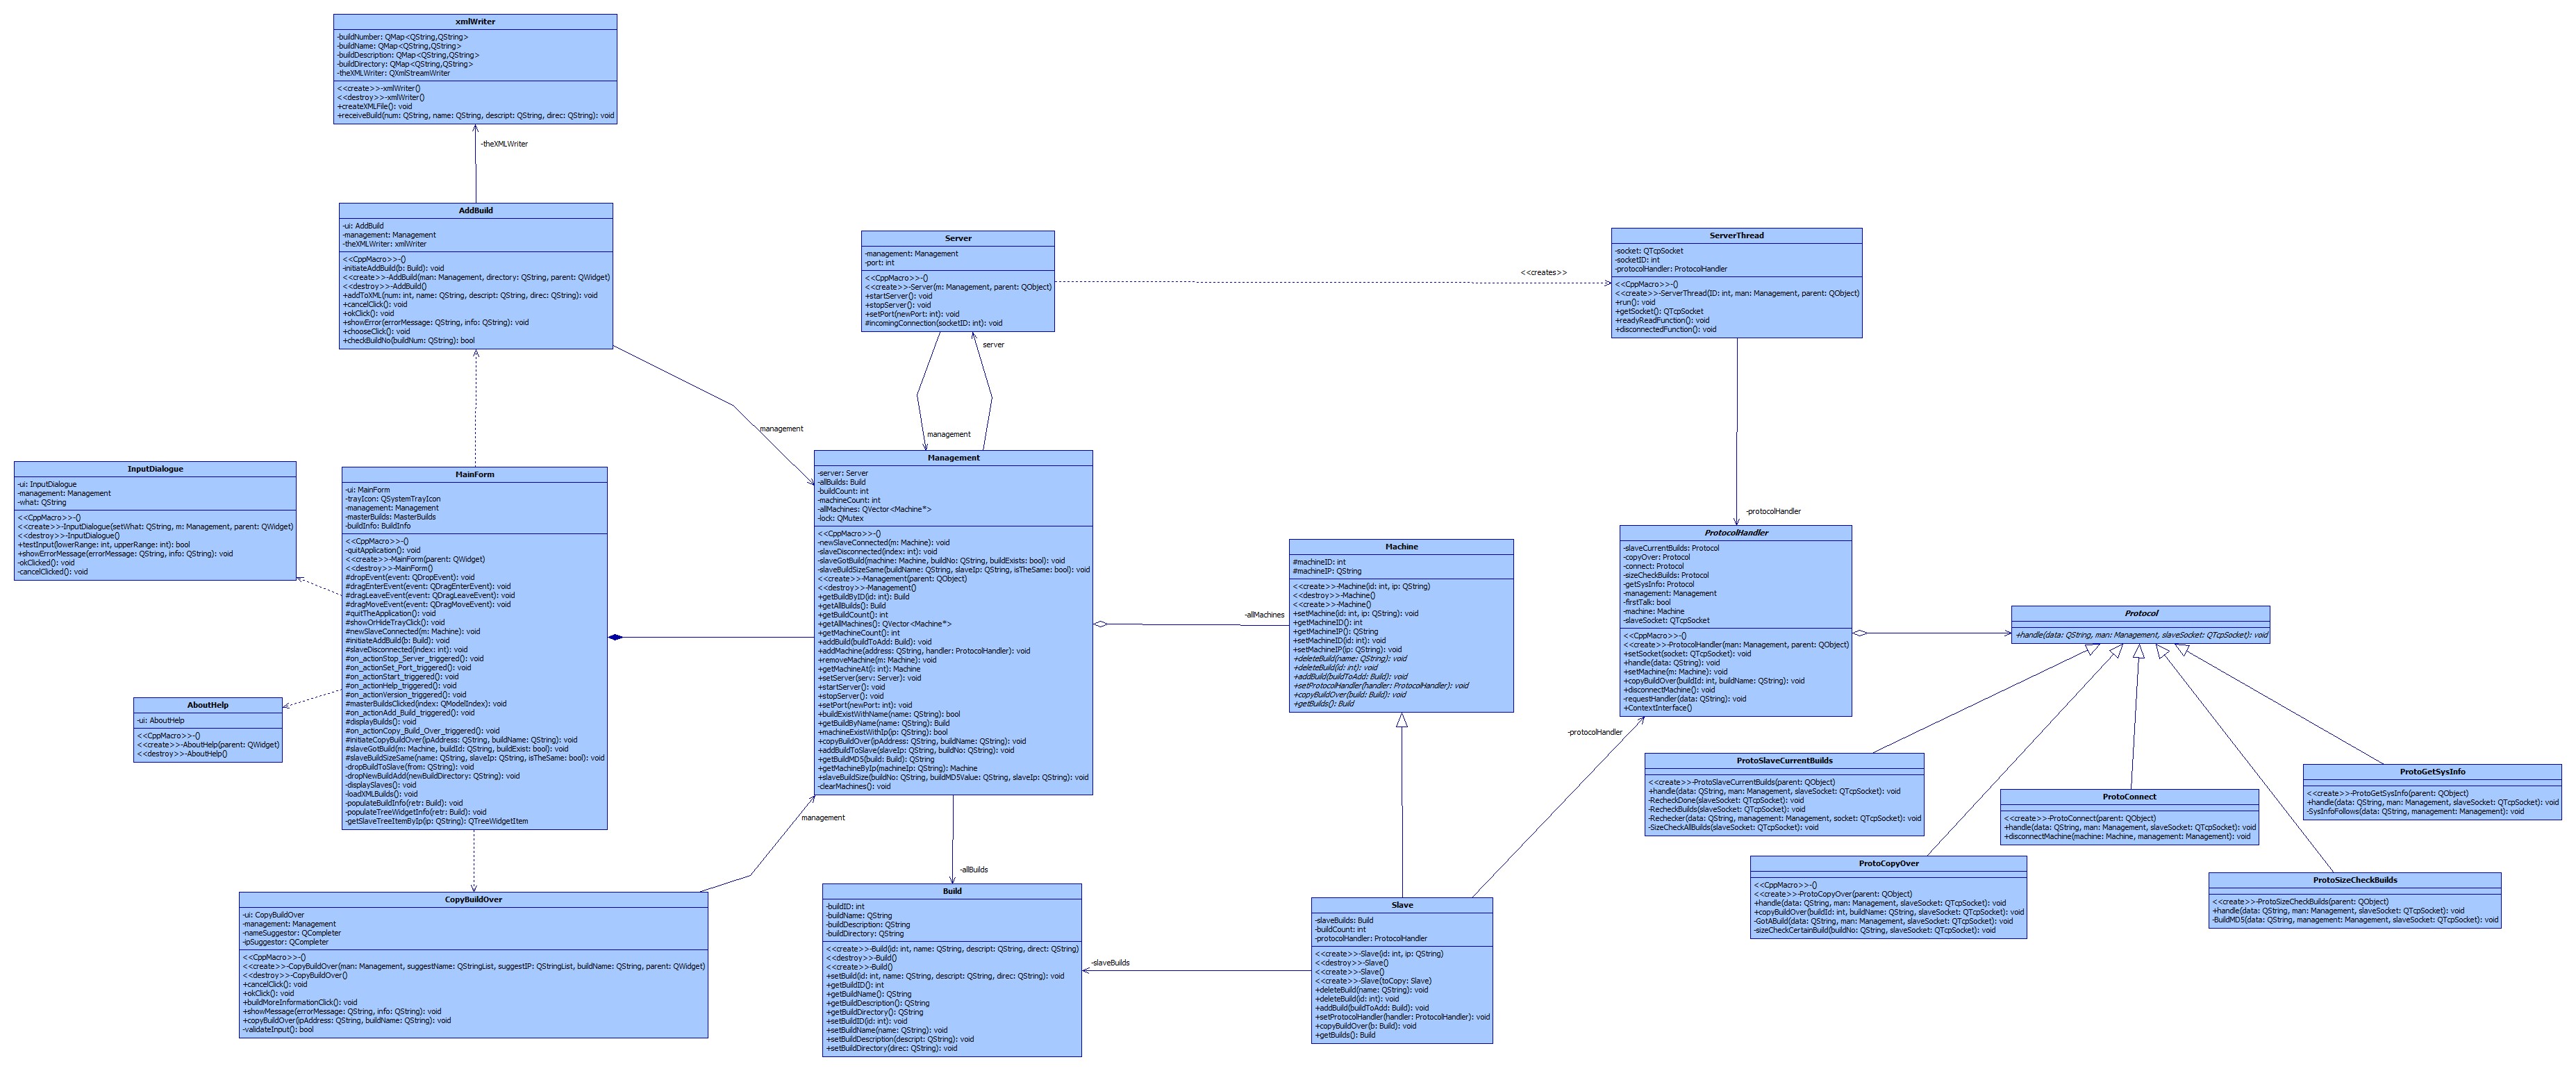 xmlWriter
-buildNumber: QMap<QString,QString>
-buildName: QMap<QString,QString>
-buildDescription: QMap<QString,QString>
-buildDirectory: QMap<QString,QString>
-theXMLWriter: QXmlStreamWriter
<<create>>-xmlWriter()
<<destroy>>-xmlWriter()
+createXMLFile(): void
+receiveBuild(num: QString, name: QString, descript: QString, direc: QString): void
-theXMLWriter
AddBuild
-ui: AddBuild
-management: Management
-theXMLWriter: xmlWriter
<<CppMacro>>-()
-initiateAddBuild(b: Build): void
<<create>>-AddBuild(man: Management, directory: QString, parent: QWidget)
<<destroy>>-AddBuild()
+addToXML(num: int, name: QString, descript: QString, direc: QString): void
+cancelClick(): void
+okClick(): void
+showError(errorMessage: QString, info: QString): void
+chooseClick(): void
+checkBuildNo(buildNum: QString): bool
management
Server
-management: Management
-port: int
<<CppMacro>>-()
<<create>>-Server(m: Management, parent: QObject)
+startServer(): void
+stopServer(): void
+setPort(newPort: int): void
#incomingConnection(socketID: int): void
server
management
<<creates>>
ServerThread
-socket: QTcpSocket
-socketID: int
-protocolHandler: ProtocolHandler
<<CppMacro>>-()
<<create>>-ServerThread(ID: int, man: Management, parent: QObject)
+run(): void
+getSocket(): QTcpSocket
+readyReadFunction(): void
+disconnectedFunction(): void
-protocolHandler
InputDialogue
-ui: InputDialogue
-management: Management
-what: QString
<<CppMacro>>-()
<<create>>-InputDialogue(setWhat: QString, m: Management, parent: QWidget)
<<destroy>>-InputDialogue()
+testInput(lowerRange: int, upperRange: int): bool
+showErrorMessage(errorMessage: QString, info: QString): void
-okClicked(): void
-cancelClicked(): void
MainForm
-ui: MainForm
-trayIcon: QSystemTrayIcon
-management: Management
-masterBuilds: MasterBuilds
-buildInfo: BuildInfo
<<CppMacro>>-()
-quitApplication(): void
<<create>>-MainForm(parent: QWidget)
<<destroy>>-MainForm()
#dropEvent(event: QDropEvent): void
#dragEnterEvent(event: QDragEnterEvent): void
#dragLeaveEvent(event: QDragLeaveEvent): void
#dragMoveEvent(event: QDragMoveEvent): void
#quitTheApplication(): void
#showOrHideTrayClick(): void
#newSlaveConnected(m: Machine): void
#initiateAddBuild(b: Build): void
#slaveDisconnected(index: int): void
#on_actionStop_Server_triggered(): void
#on_actionSet_Port_triggered(): void
#on_actionStart_triggered(): void
#on_actionHelp_triggered(): void
#on_actionVersion_triggered(): void
#masterBuildsClicked(index: QModelIndex): void
#on_actionAdd_Build_triggered(): void
#displayBuilds(): void
#on_actionCopy_Build_Over_triggered(): void
#initiateCopyBuildOver(ipAddress: QString, buildName: QString): void
#slaveGotBuild(m: Machine, buildId: QString, buildExist: bool): void
#slaveBuildSizeSame(name: QString, slaveIp: QString, isTheSame: bool): void
-dropBuildToSlave(from: QString): void
-dropNewBuildAdd(newBuildDirectory: QString): void
-displaySlaves(): void
-loadXMLBuilds(): void
-populateBuildInfo(retr: Build): void
-populateTreeWidgetInfo(retr: Build): void
-getSlaveTreeItemByIp(ip: QString): QTreeWidgetItem
AboutHelp
-ui: AboutHelp
<<CppMacro>>-()
<<create>>-AboutHelp(parent: QWidget)
<<destroy>>-AboutHelp()
Management
-server: Server
-allBuilds: Build
-buildCount: int
-machineCount: int
-allMachines: QVector<Machine*>
-lock: QMutex
<<CppMacro>>-()
-newSlaveConnected(m: Machine): void
-slaveDisconnected(index: int): void
-slaveGotBuild(machine: Machine, buildNo: QString, buildExists: bool): void
-slaveBuildSizeSame(buildName: QString, slaveIp: QString, isTheSame: bool): void
<<create>>-Management(parent: QObject)
<<destroy>>-Management()
+getBuildByID(id: int): Build
+getAllBuilds(): Build
+getBuildCount(): int
+getAllMachines(): QVector<Machine*>
+getMachineCount(): int
+addBuild(buildToAdd: Build): void
+addMachine(address: QString, handler: ProtocolHandler): void
+removeMachine(m: Machine): void
+getMachineAt(i: int): Machine
+setServer(serv: Server): void
+startServer(): void
+stopServer(): void
+setPort(newPort: int): void
+buildExistWithName(name: QString): bool
+getBuildByName(name: QString): Build
+machineExistWithIp(ip: QString): bool
+copyBuildOver(ipAddress: QString, buildName: QString): void
+addBuildToSlave(slaveIp: QString, buildNo: QString): void
+getBuildMD5(build: Build): QString
+getMachineByIp(machineIp: QString): Machine
+slaveBuildSize(buildNo: QString, buildMD5Value: QString, slaveIp: QString): void
-clearMachines(): void
-allMachines
Machine
#machineID: int
#machineIP: QString
<<create>>-Machine(id: int, ip: QString)
<<destroy>>-Machine()
<<create>>-Machine()
+setMachine(id: int, ip: QString): void
+getMachineID(): int
+getMachineIP(): QString
+setMachineID(id: int): void
+setMachineIP(ip: QString): void
+deleteBuild(name: QString): void
+deleteBuild(id: int): void
+addBuild(buildToAdd: Build): void
+setProtocolHandler(handler: ProtocolHandler): void
+copyBuildOver(build: Build): void
+getBuilds(): Build
ProtocolHandler
-slaveCurrentBuilds: Protocol
-copyOver: Protocol
-connect: Protocol
-sizeCheckBuilds: Protocol
-getSysInfo: Protocol
-management: Management
-firstTalk: bool
-machine: Machine
-slaveSocket: QTcpSocket
<<CppMacro>>-()
<<create>>-ProtocolHandler(man: Management, parent: QObject)
+setSocket(socket: QTcpSocket): void
+handle(data: QString): void
+setMachine(m: Machine): void
+copyBuildOver(buildId: int, buildName: QString): void
+disconnectMachine(): void
-requestHandler(data: QString): void
+ContextInterface()
Protocol
+handle(data: QString, man: Management, slaveSocket: QTcpSocket): void
-protocolHandler
ProtoSlaveCurrentBuilds
<<create>>-ProtoSlaveCurrentBuilds(parent: QObject)
+handle(data: QString, man: Management, slaveSocket: QTcpSocket): void
-RecheckDone(slaveSocket: QTcpSocket): void
-RecheckBuilds(slaveSocket: QTcpSocket): void
-Rechecker(data: QString, management: Management, socket: QTcpSocket): void
-SizeCheckAllBuilds(slaveSocket: QTcpSocket): void
ProtoConnect
<<create>>-ProtoConnect(parent: QObject)
+handle(data: QString, man: Management, slaveSocket: QTcpSocket): void
+disconnectMachine(machine: Machine, management: Management): void
ProtoGetSysInfo
<<create>>-ProtoGetSysInfo(parent: QObject)
+handle(data: QString, man: Management, slaveSocket: QTcpSocket): void
-SysInfoFollows(data: QString, management: Management): void
ProtoCopyOver
<<CppMacro>>-()
<<create>>-ProtoCopyOver(parent: QObject)
+handle(data: QString, man: Management, slaveSocket: QTcpSocket): void
+copyBuildOver(buildId: int, buildName: QString, slaveSocket: QTcpSocket): void
-GotABuild(data: QString, man: Management, slaveSocket: QTcpSocket): void
-sizeCheckCertainBuild(buildNo: QString, slaveSocket: QTcpSocket): void
ProtoSizeCheckBuilds
<<create>>-ProtoSizeCheckBuilds(parent: QObject)
+handle(data: QString, man: Management, slaveSocket: QTcpSocket): void
-BuildMD5(data: QString, management: Management, slaveSocket: QTcpSocket): void
management
-allBuilds
CopyBuildOver
-ui: CopyBuildOver
-management: Management
-nameSuggestor: QCompleter
-ipSuggestor: QCompleter
<<CppMacro>>-()
<<create>>-CopyBuildOver(man: Management, suggestName: QStringList, suggestIP: QStringList, buildName: QString, parent: QWidget)
<<destroy>>-CopyBuildOver()
+cancelClick(): void
+okClick(): void
+buildMoreInformationClick(): void
+showMessage(errorMessage: QString, info: QString): void
+copyBuildOver(ipAddress: QString, buildName: QString): void
-validateInput(): bool
Build
-buildID: int
-buildName: QString
-buildDescription: QString
-buildDirectory: QString
<<create>>-Build(id: int, name: QString, descript: QString, direct: QString)
<<destroy>>-Build()
<<create>>-Build()
+setBuild(id: int, name: QString, descript: QString, direc: QString): void
+getBuildID(): int
+getBuildName(): QString
+getBuildDescription(): QString
+getBuildDirectory(): QString
+setBuildID(id: int): void
+setBuildName(name: QString): void
+setBuildDescription(descript: QString): void
+setBuildDirectory(direc: QString): void
-slaveBuilds
Slave
-slaveBuilds: Build
-buildCount: int
-protocolHandler: ProtocolHandler
<<create>>-Slave(id: int, ip: QString)
<<destroy>>-Slave()
<<create>>-Slave()
<<create>>-Slave(toCopy: Slave)
+deleteBuild(name: QString): void
+deleteBuild(id: int): void
+addBuild(buildToAdd: Build): void
+setProtocolHandler(handler: ProtocolHandler): void
+copyBuildOver(b: Build): void
+getBuilds(): Build